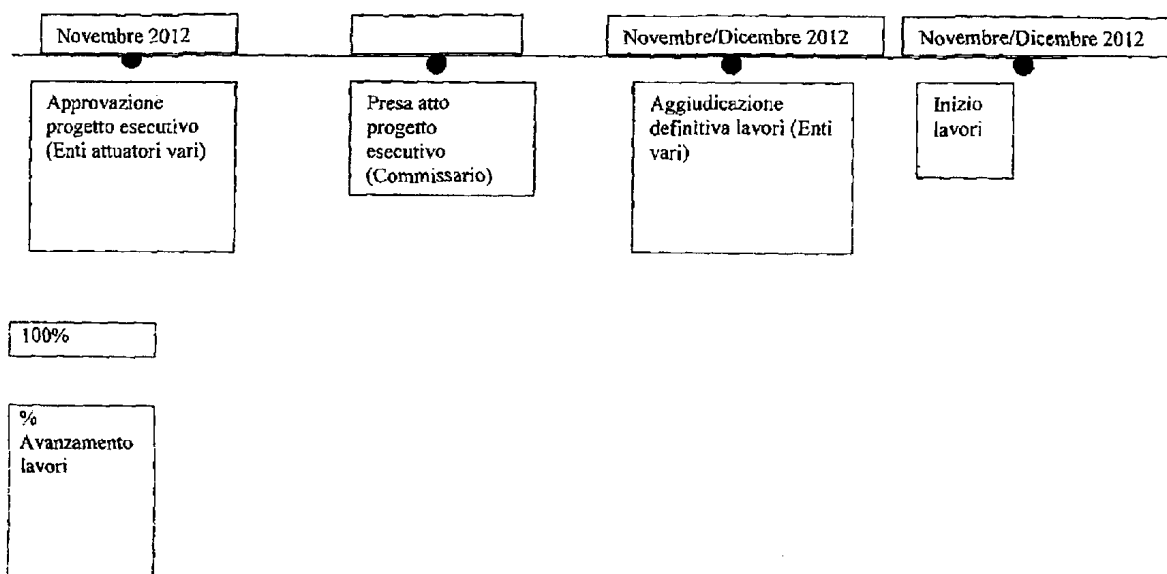 Novembre 2012
Novembre/Dicembre 2012
Novembre/Dicembre 2012
Approvazione
progetto esecutivo
(Enti attuatori vari)
Presa atto
progetto
esecutivo
(Commissario)
Aggiudicazione
definitiva lavori (Enti
vari)
Inizio
lavori
100%
%
Avanzamento
lavori